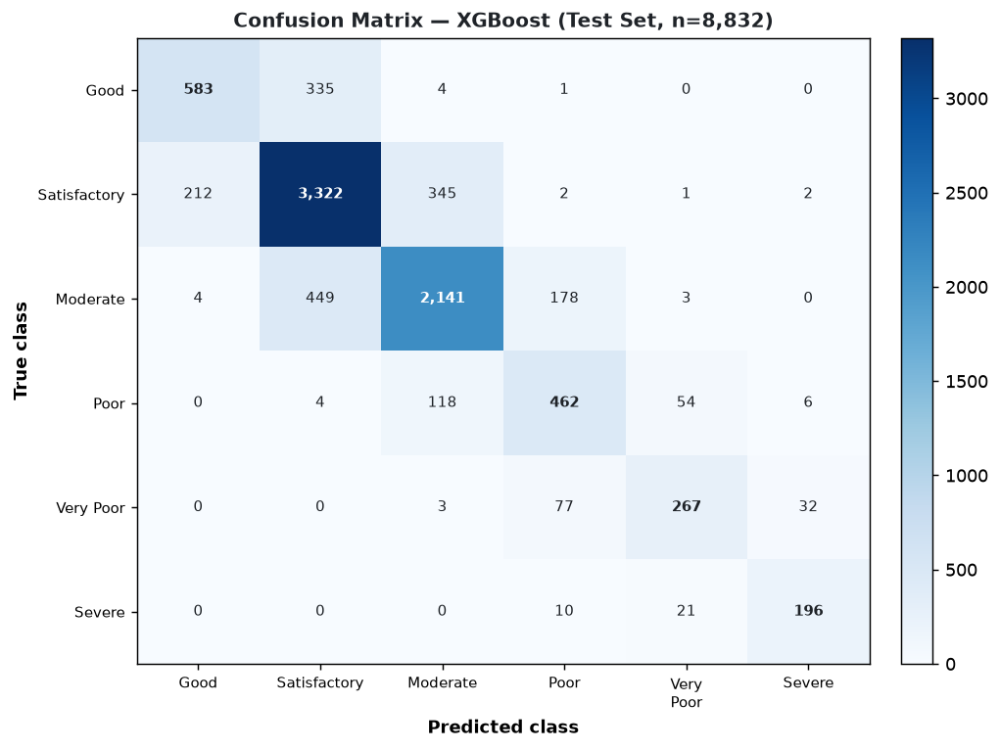 Confusion Matrix — XGBoost (Test Set, n=8,832)
True class
Good 583 335 4 1 0 0
Satisfactory 212 3,322 345 2 1 2
Moderate 4 449 2,141 178 3 0
Poor 0 4 118 462 54 6
Very Poor 0 0 3 77 267 32
Severe 0 0 0 10 21 196
Good Satisfactory Moderate Poor Very Poor Severe
Predicted class
3000
2500
2000
1500
1000
500
0